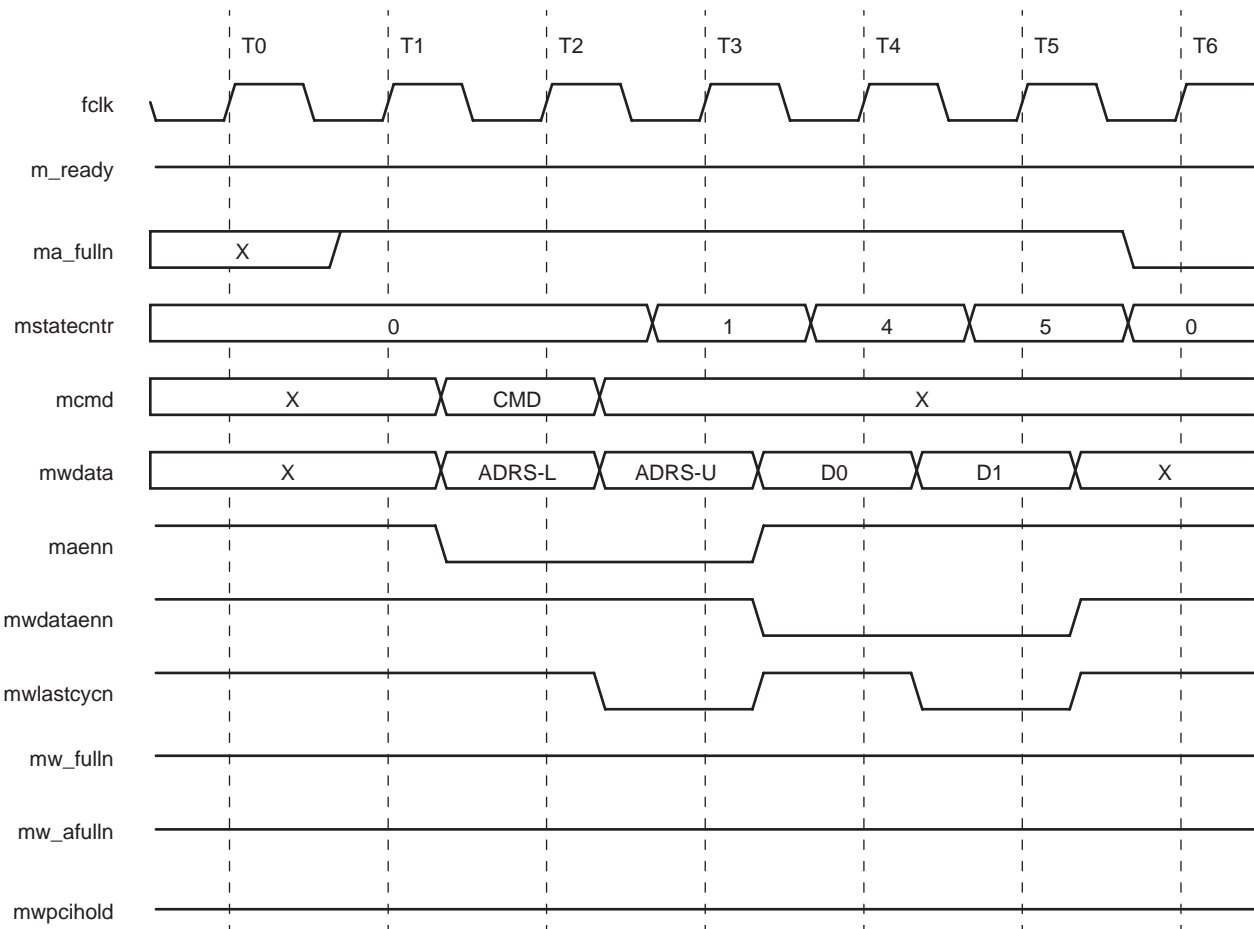 T0 T1 T2 T3 T4 T5 T6
fclk
m_ready
ma_fulln X
mstatecntr 0 1 4 5 0
mcmd X CMD X
mwdata X ADRS-L ADRS-U D0 D1 X
maenn
mwdataenn
mwlastcycn
mw_fulln
mw_afulln
mwpcihold